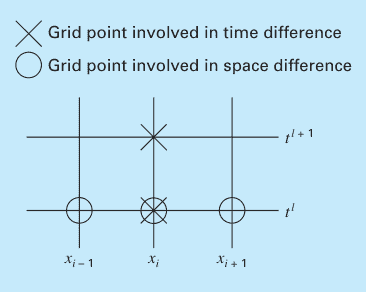 Grid point involved in time difference
Grid point involved in space difference
t^{l + 1}
t^l
x_{i – 1} x_i x_{i + 1}